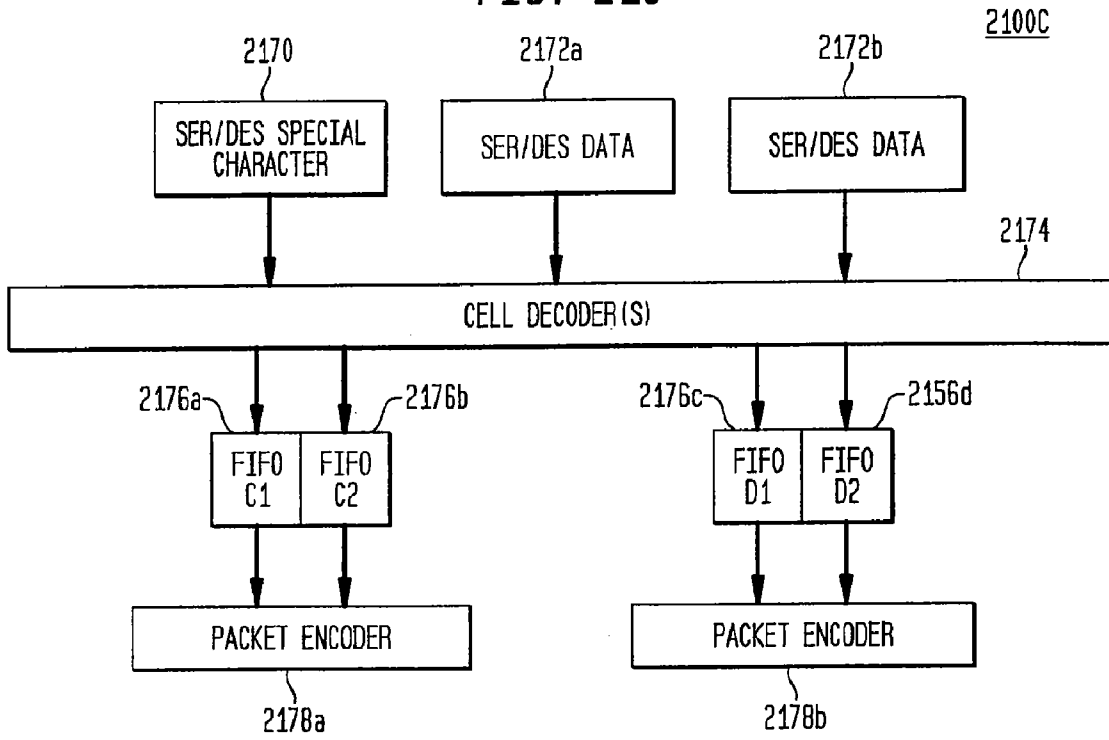 2100C
2170
2172a
2172b
SER/DES SPECIAL
CHARACTER
SER/DES DATA
SER/DES DATA
2174
CELL DECODER(S)
2176a
2176b
2176c
2156d
FIFO
C1
FIFO
C2
FIFO
D1
FIFO
D2
PACKET ENCODER
PACKET ENCODER
2178a
2178b